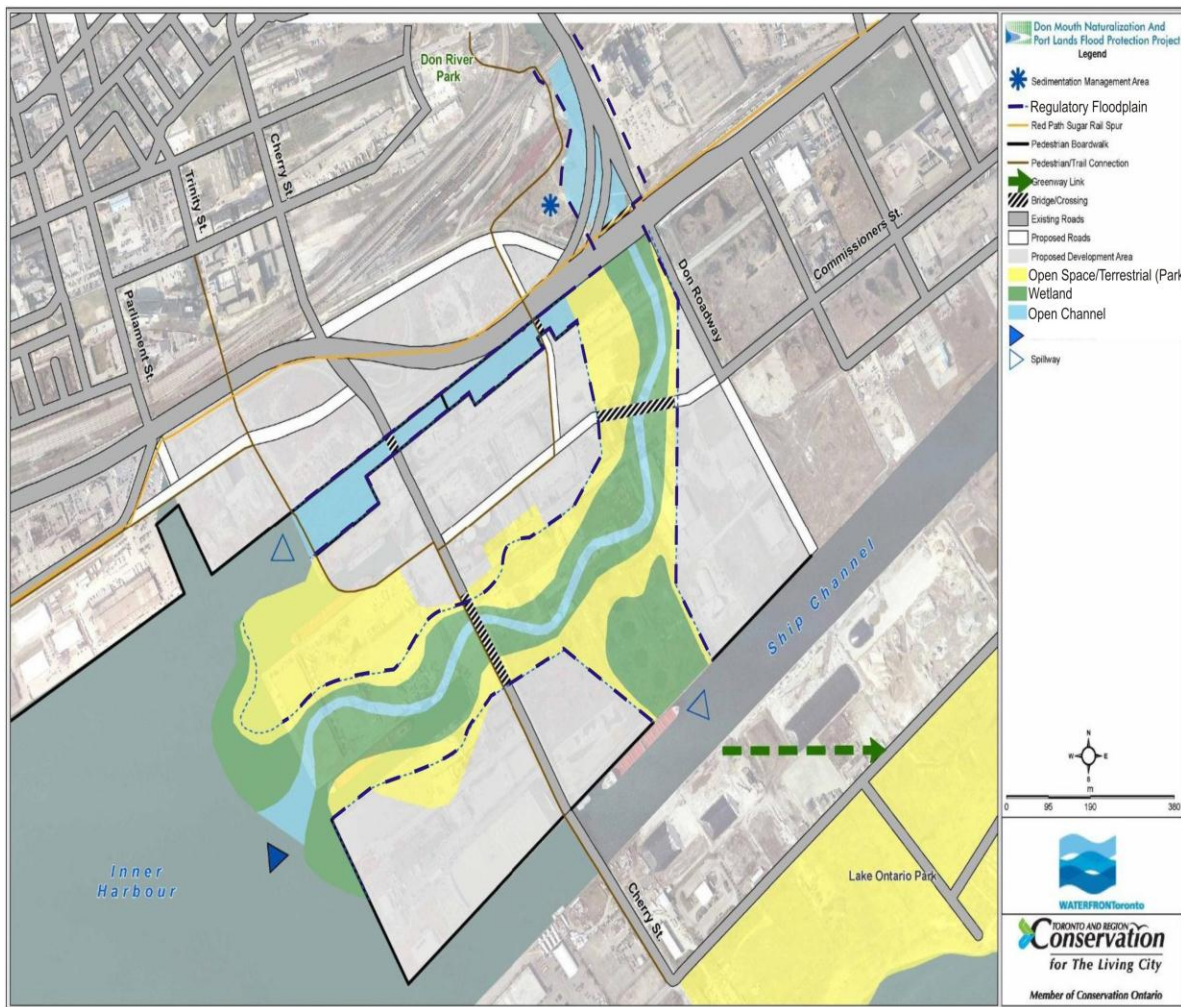 Don River
Park
Cherry St.
Trinity St.
Parliament St.
Commissioners St.
Don Roadway
Ship Channel
Inner
Harbour
Cherry St.
Lake Ontario Park
Don Mouth Naturalization And
Port Lands Flood Protection Project
Legend
Sedimentation Management Area
Regulatory Floodplain
Red Path Sugar Rail Spur
Pedestrian Boardwalk
Pedestrian/Trail Connection
Greenway Link
Bridge/Crossing
Existing Roads
Proposed Roads
Proposed Development Area
Open Space/Terrestrial (Park
Wetland
Open Channel
Spillway
N
W E
S
m
0 95 190 380
WATERFRONToronto
TORONTO AND REGION
Conservation
for The Living City
Member of Conservation Ontario